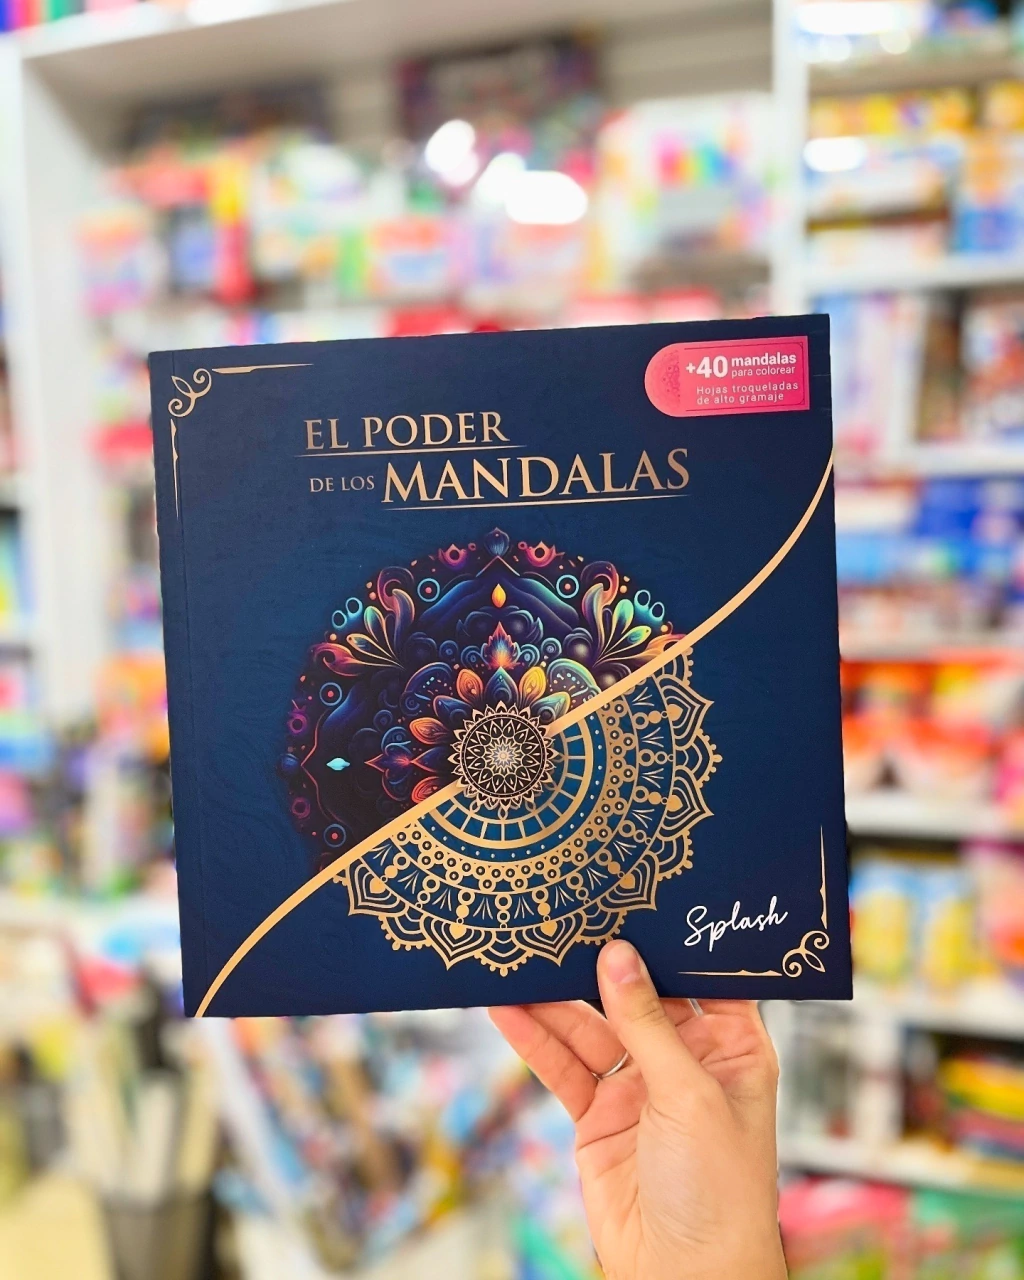 +40 mandalas
para colorear
Hojas troqueladas
de alto gramaje
EL PODER
DE LOS MANDALAS
Splash